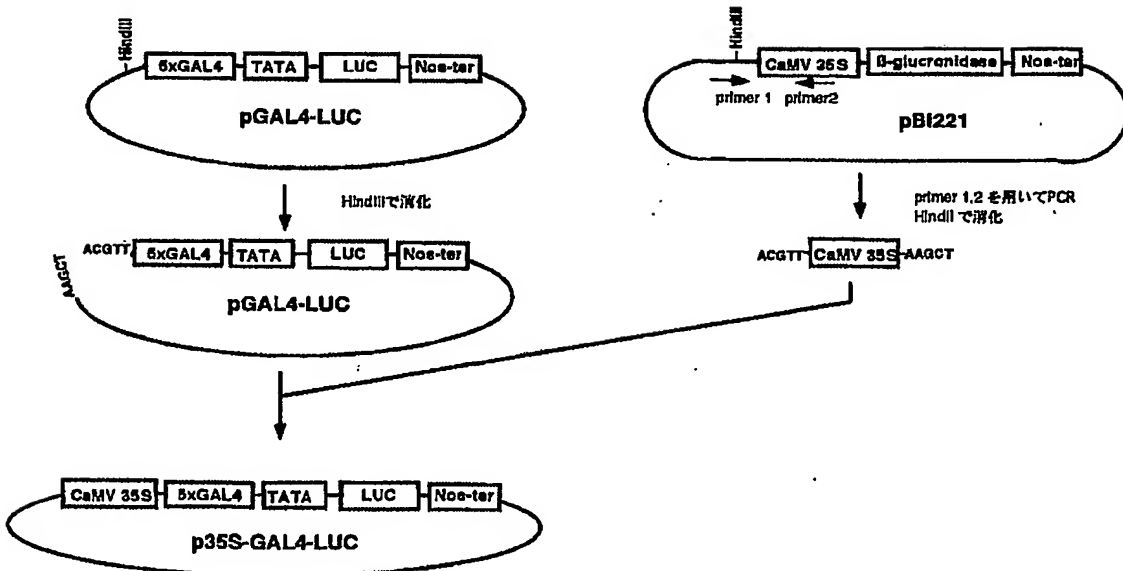 HindIII
5xGAL4 TATA LUC Nos-ter
pGAL4-LUC
HindIII
CaMV 35S β-glucronidase Nos-ter
primer 1 primer2
pBI221
HindIIIで消化
primer 1,2 を用いてPCR
HindII で消化
AAGCT
ACGTT 5xGAL4 TATA LUC Nos-ter
pGAL4-LUC
ACGTT CaMV 35S AAGCT
CaMV 35S 5xGAL4 TATA LUC Nos-ter
p35S-GAL4-LUC